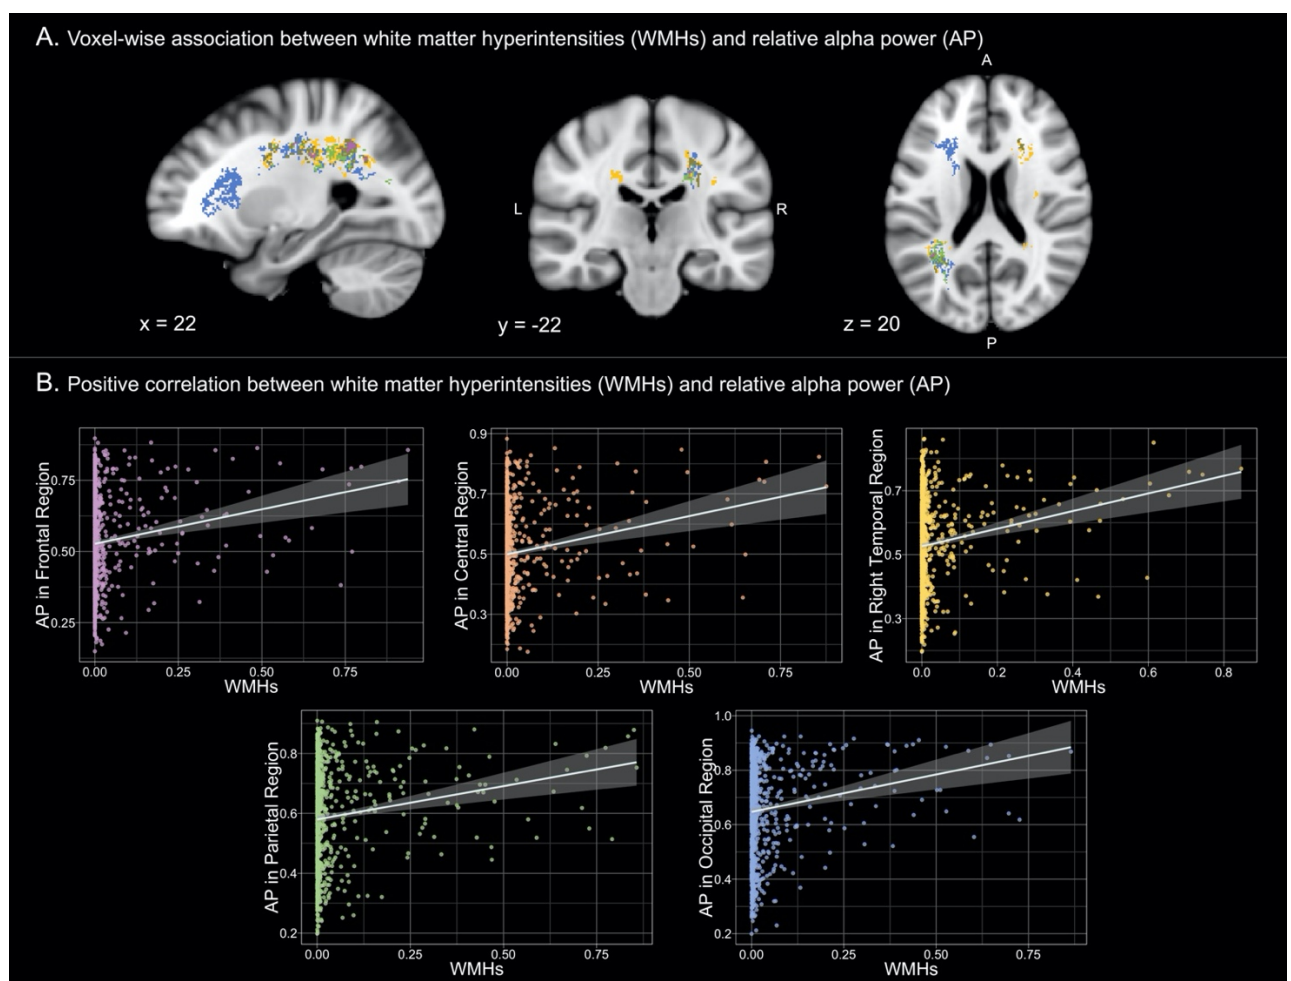 A. Voxel-wise association between white matter hyperintensities (WMHs) and relative alpha power (AP)
A
L
R
x = 22
y = -22
z = 20
P
B. Positive correlation between white matter hyperintensities (WMHs) and relative alpha power (AP)
AP in Frontal Region
0.75
0.50
0.25
0.00
0.25
0.50
0.75
WMHs
AP in Central Region
0.9
0.7
0.5
0.3
0.00
0.25
0.50
0.75
WMHs
AP in Right Temporal Region
0.7
0.5
0.3
0.0
0.2
0.4
0.6
0.8
WMHs
AP in Parietal Region
0.8
0.6
0.4
0.2
0.00
0.25
0.50
0.75
WMHs
AP in Occipital Region
1.0
0.8
0.6
0.4
0.2
0.00
0.25
0.50
0.75
WMHs